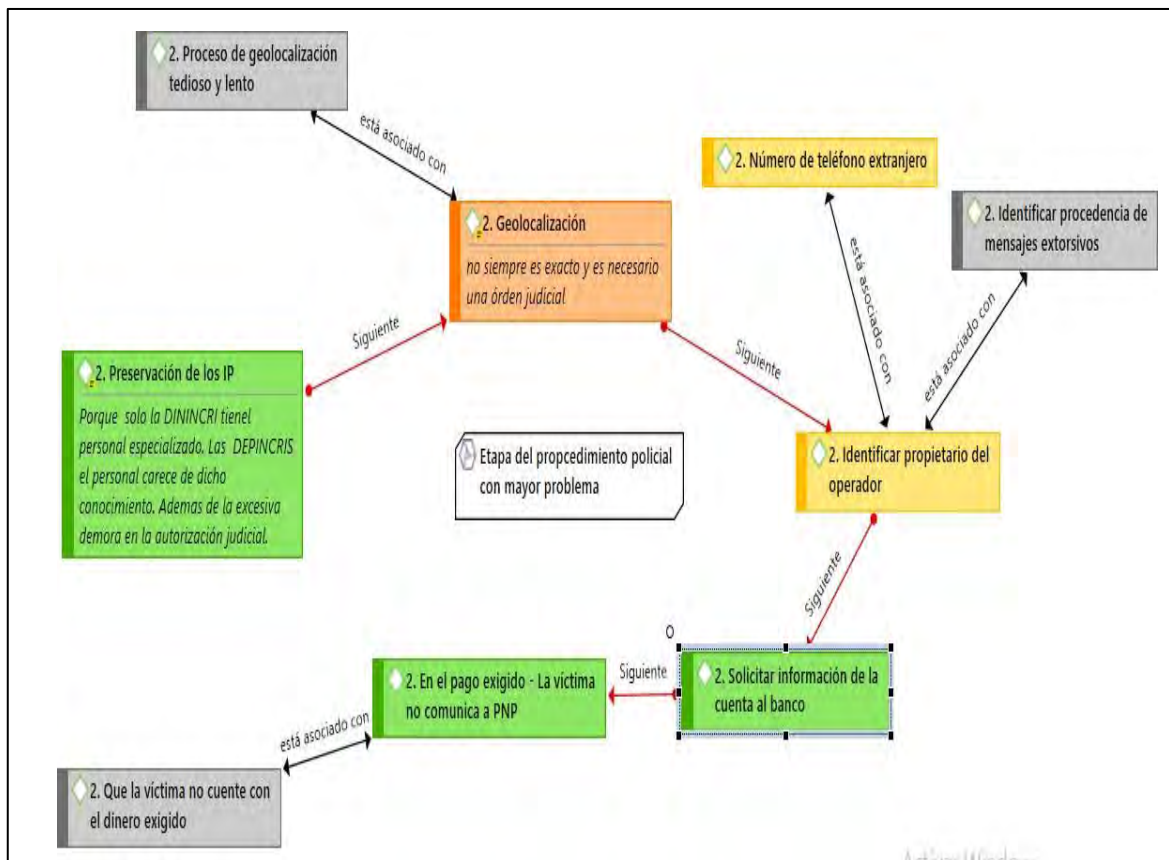 2. Proceso de geolocalización
tedioso y lento
está asociado con
2. Número de teléfono extranjero
2. Identificar procedencia de
mensajes extorsivos
2. Geolocalización
no siempre es exacto y es necesario
una órden judicial
está asociado con
está asociado con
Siguiente
Siguiente
2. Preservación de los IP
Porque solo la DININCRI tienel
personal especializado. Las DEPINCRIS
el personal carece de dicho
conocimiento. Ademas de la excesiva
demora en la autorización judicial.
Etapa del propcedimiento policial
con mayor problema
2. Identificar propietario del
operador
Siguiente
2. En el pago exigido - La victima
no comunica a PNP
Siguiente
2. Solicitar información de la
cuenta al banco
está asociado con
2. Que la víctima no cuente con
el dinero exigido